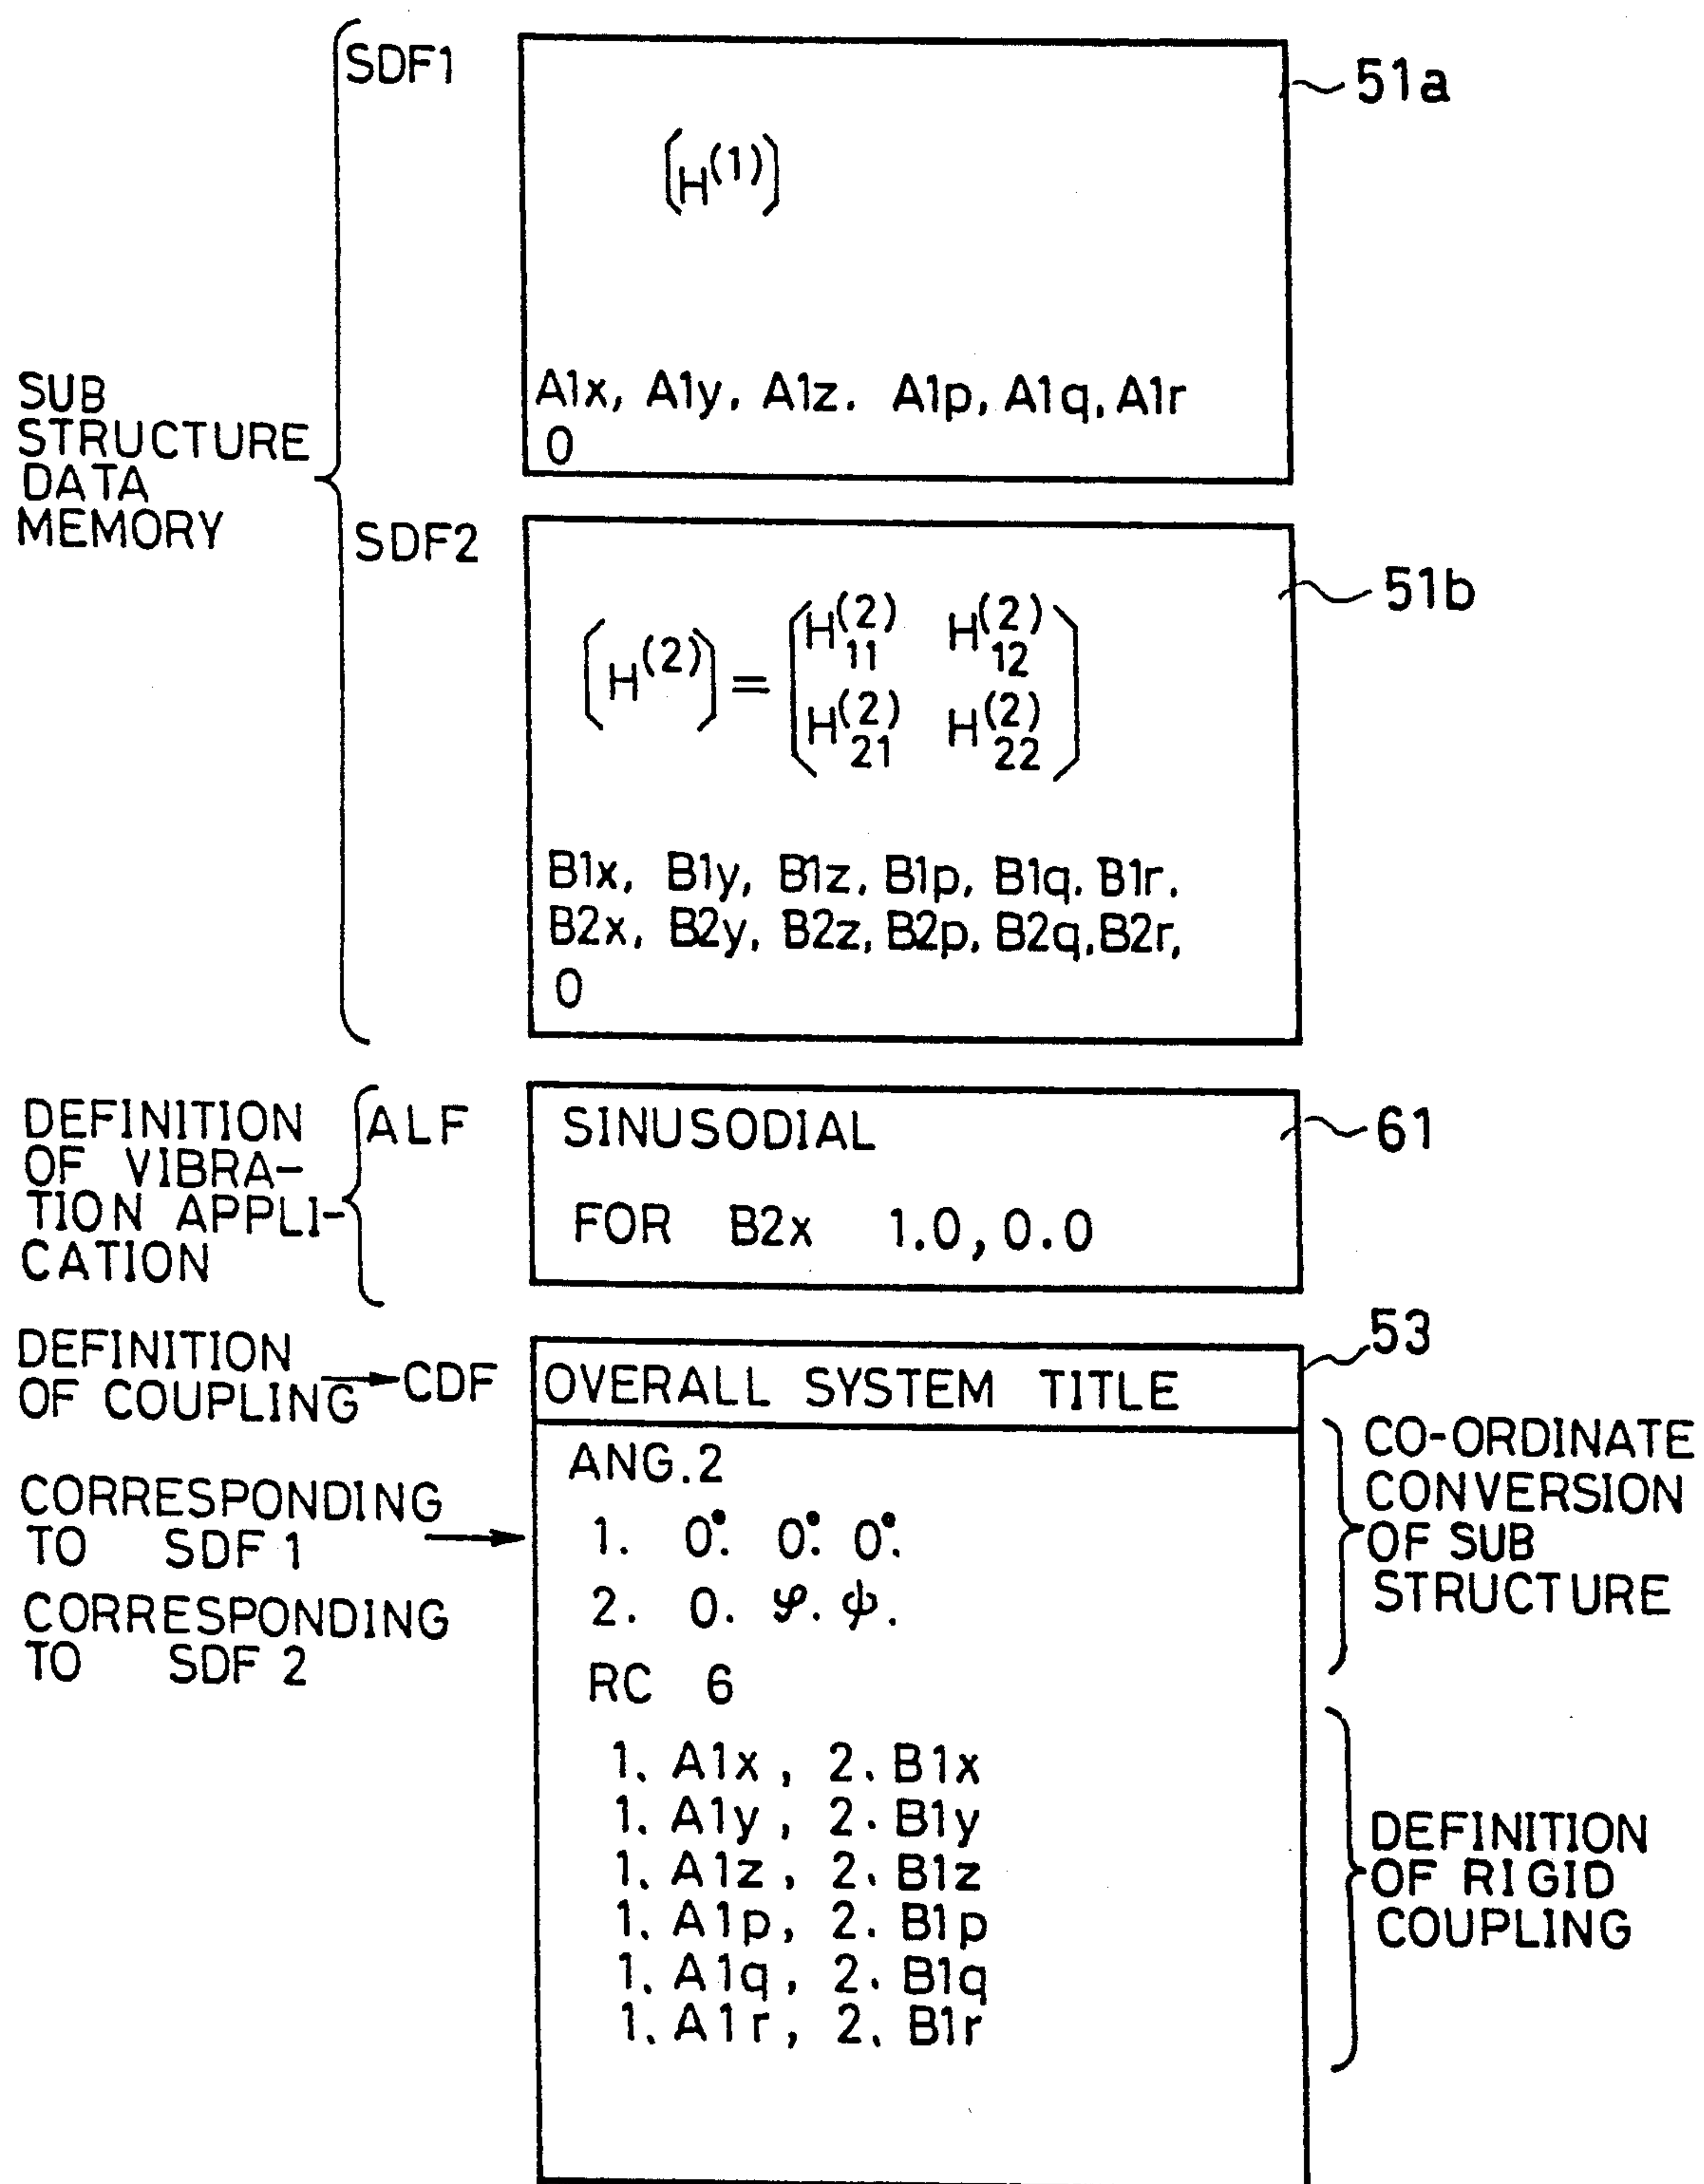 SUB
STRUCTURE
DATA
MEMORY
SDF1
51a
[H(1)]
A1x, A1y, A1z. A1p, A1q, A1r
0
SDF2
51b
[H(2)] = [H(2)11 H(2)12
H(2)21 H(2)22]
B1x, B1y, B1z, B1p, B1q. B1r.
B2x, B2y, B2z, B2p, B2q, B2r,
0
DEFINITION
OF VIBRA-
TION APPLI-
CATION
ALF
SINUSODIAL
FOR B2x 1.0, 0.0
61
DEFINITION
OF COUPLING
CDF
53
OVERALL SYSTEM TITLE
ANG.2
CORRESPONDING
TO SDF 1
1. 0°. 0°. 0°.
CORRESPONDING
TO SDF 2
2. 0. φ. ψ.
CO-ORDINATE
CONVERSION
OF SUB
STRUCTURE
RC 6
1. A1x, 2. B1x
1. A1y, 2. B1y
1. A1z, 2. B1z
1. A1p, 2. B1p
1. A1q, 2. B1q
1. A1r, 2. B1r
DEFINITION
OF RIGID
COUPLING